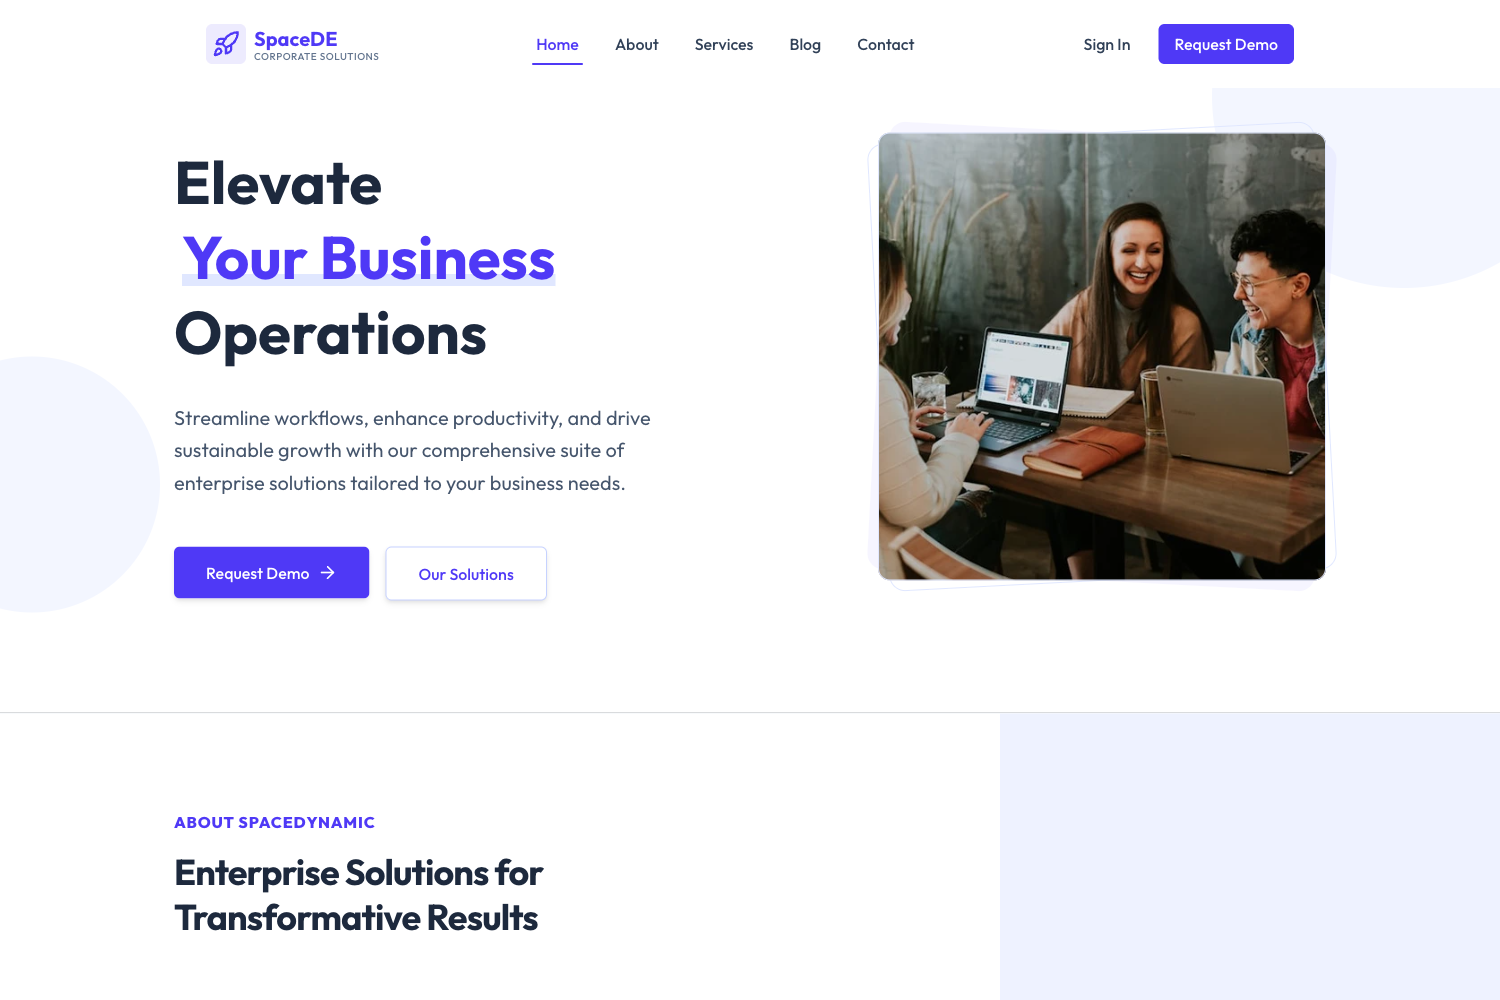 SpaceDE
CORPORATE SOLUTIONS
Home
About
Services
Blog
Contact
Sign In
Request Demo
Elevate
Your Business
Operations
Streamline workflows, enhance productivity, and drive
sustainable growth with our comprehensive suite of
enterprise solutions tailored to your business needs.
Request Demo
Our Solutions
ABOUT SPACEDYNAMIC
Enterprise Solutions for
Transformative Results